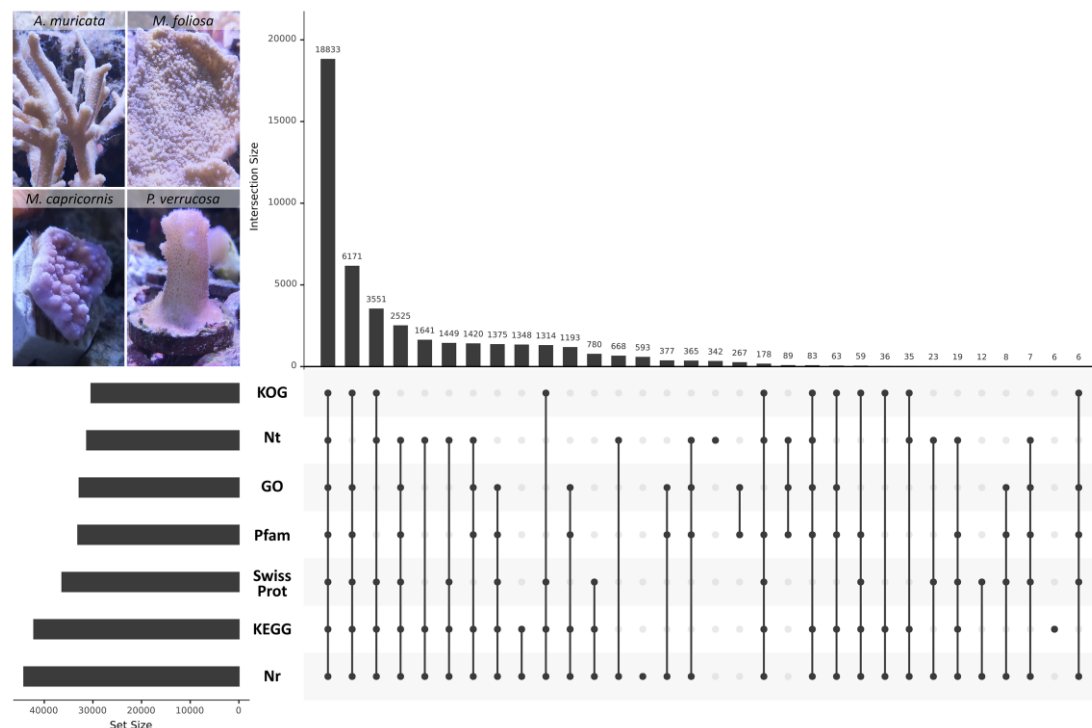 A. muricata M. foliosa
M. capricornis P. verrucosa
Intersection Size
20000
15000
10000
5000
0
18833 6171 3551 2525 1641 1449 1420 1375 1348 1314 1193 780 668 593 377 365 342 267 178 89 83 63 59 36 35 23 19 12 8 7 6 6
KOG
Nt
GO
Pfam
Swiss
Prot
KEGG
Nr
40000 30000 20000 10000 0
Set Size